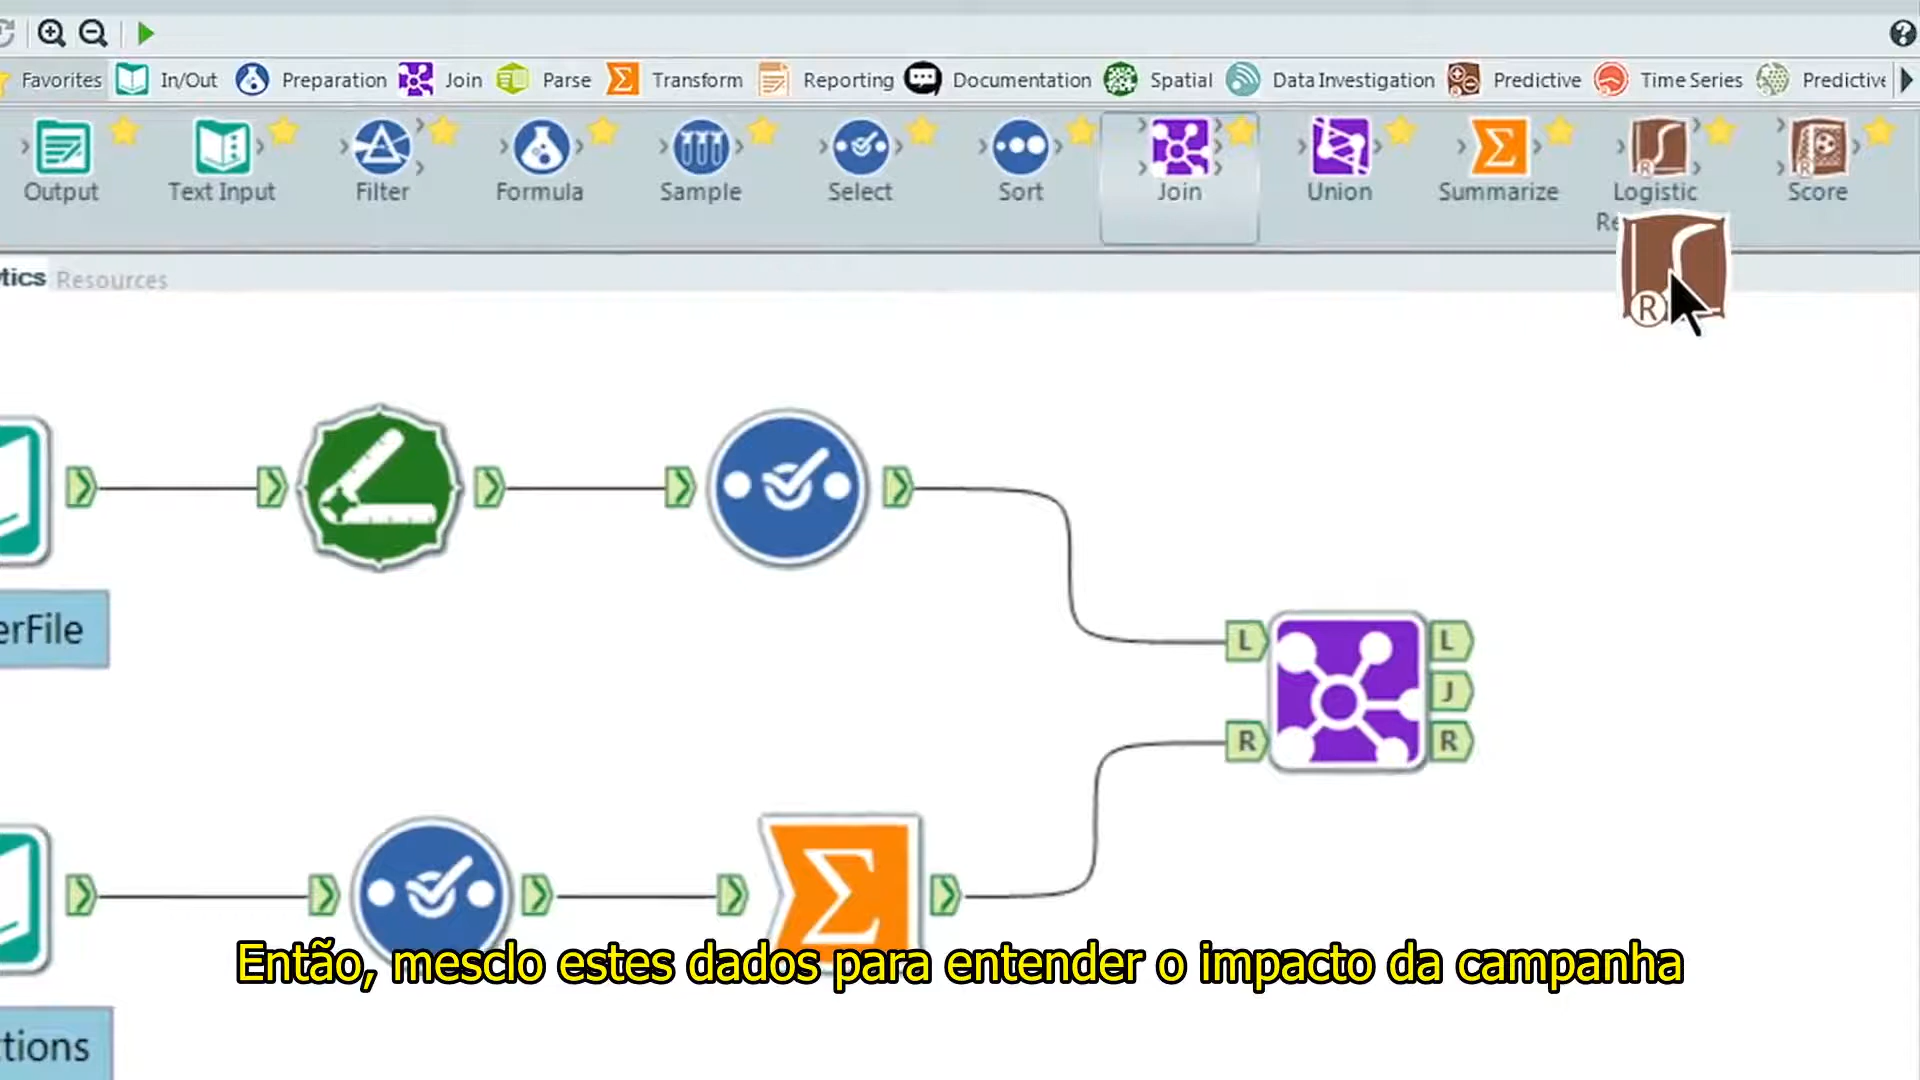 Favorites In/Out Preparation Join Parse Transform Reporting Documentation Spatial Data Investigation Predictive Time Series Predictive
Output Text Input Filter Formula Sample Select Sort Join Union Summarize Logistic Score
Re
R
tics Resources
L L
J
erFile
R R
Então, mesclo estes dados para entender o impacto da campanha
ctions